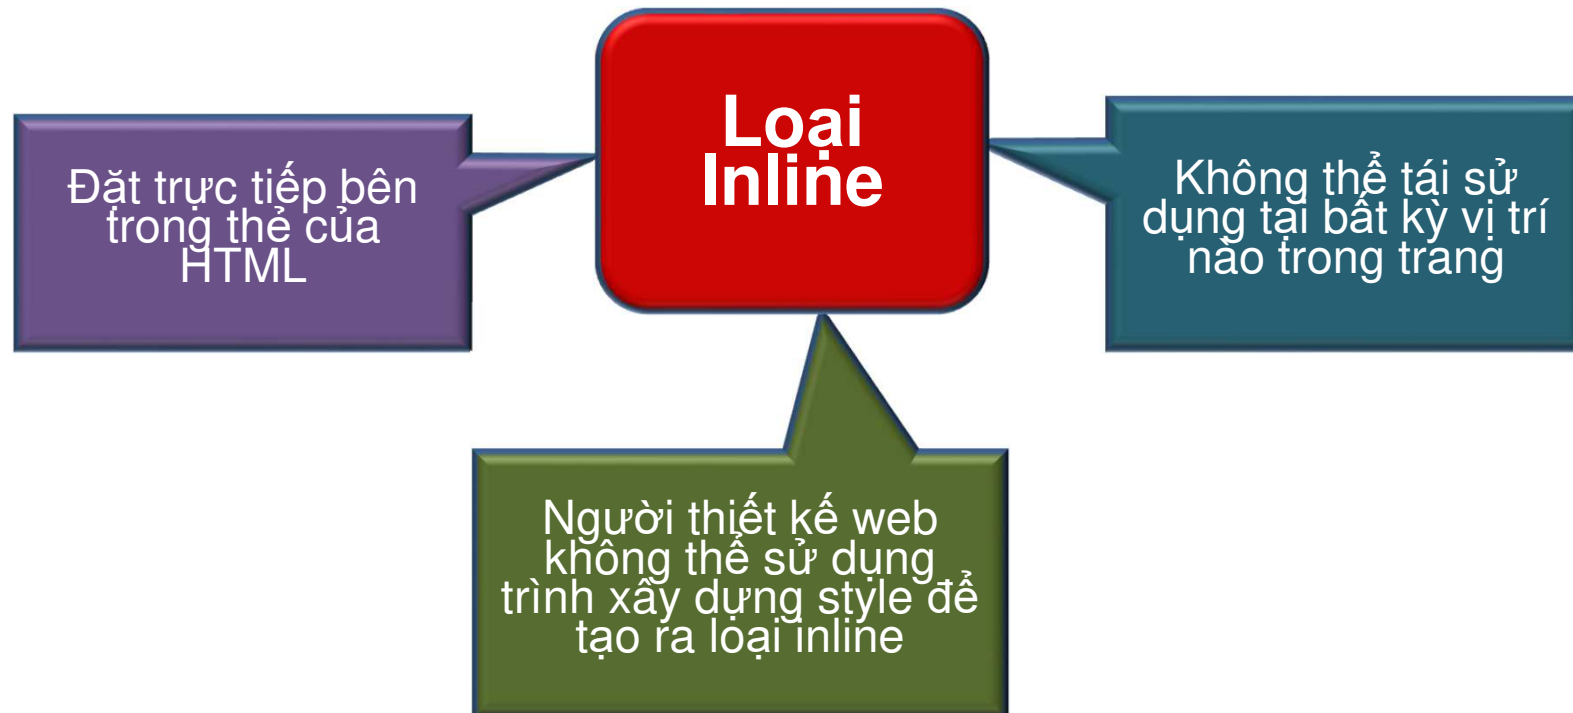 Loại
Inline
Đặt trực tiếp bên
trong thẻ của
HTML
Không thể tái sử
dụng tại bất kỳ vị trí
nào trong trang
Người thiết kế web
không thể sử dụng
trình xây dựng style để
tạo ra loại inline